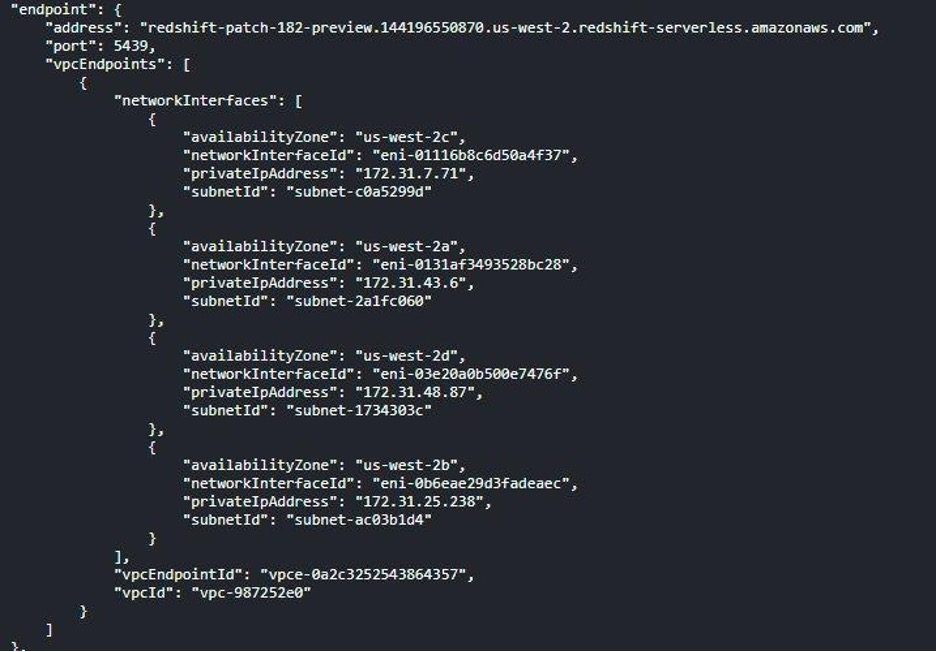 "endpoint": {
    "address": "redshift-patch-182-preview.144196550870.us-west-2.redshift-serverless.amazonaws.com",
    "port": 5439,
    "vpcEndpoints": [
        {
            "networkInterfaces": [
                {
                    "availabilityZone": "us-west-2c",
                    "networkInterfaceId": "eni-01116b8c6d50a4f37",
                    "privateIpAddress": "172.31.7.71",
                    "subnetId": "subnet-c0a5299d"
                },
                {
                    "availabilityZone": "us-west-2a",
                    "networkInterfaceId": "eni-0131af3493528bc28",
                    "privateIpAddress": "172.31.43.6",
                    "subnetId": "subnet-2a1fc060"
                },
                {
                    "availabilityZone": "us-west-2d",
                    "networkInterfaceId": "eni-03e20a0b500e7476f",
                    "privateIpAddress": "172.31.48.87",
                    "subnetId": "subnet-1734303c"
                },
                {
                    "availabilityZone": "us-west-2b",
                    "networkInterfaceId": "eni-0b6eae29d3fadeaec",
                    "privateIpAddress": "172.31.25.238",
                    "subnetId": "subnet-ac03b1d4"
                }
            ],
            "vpcEndpointId": "vpce-0a2c3252543864357",
            "vpcId": "vpc-987252e0"
        }
    ]
},